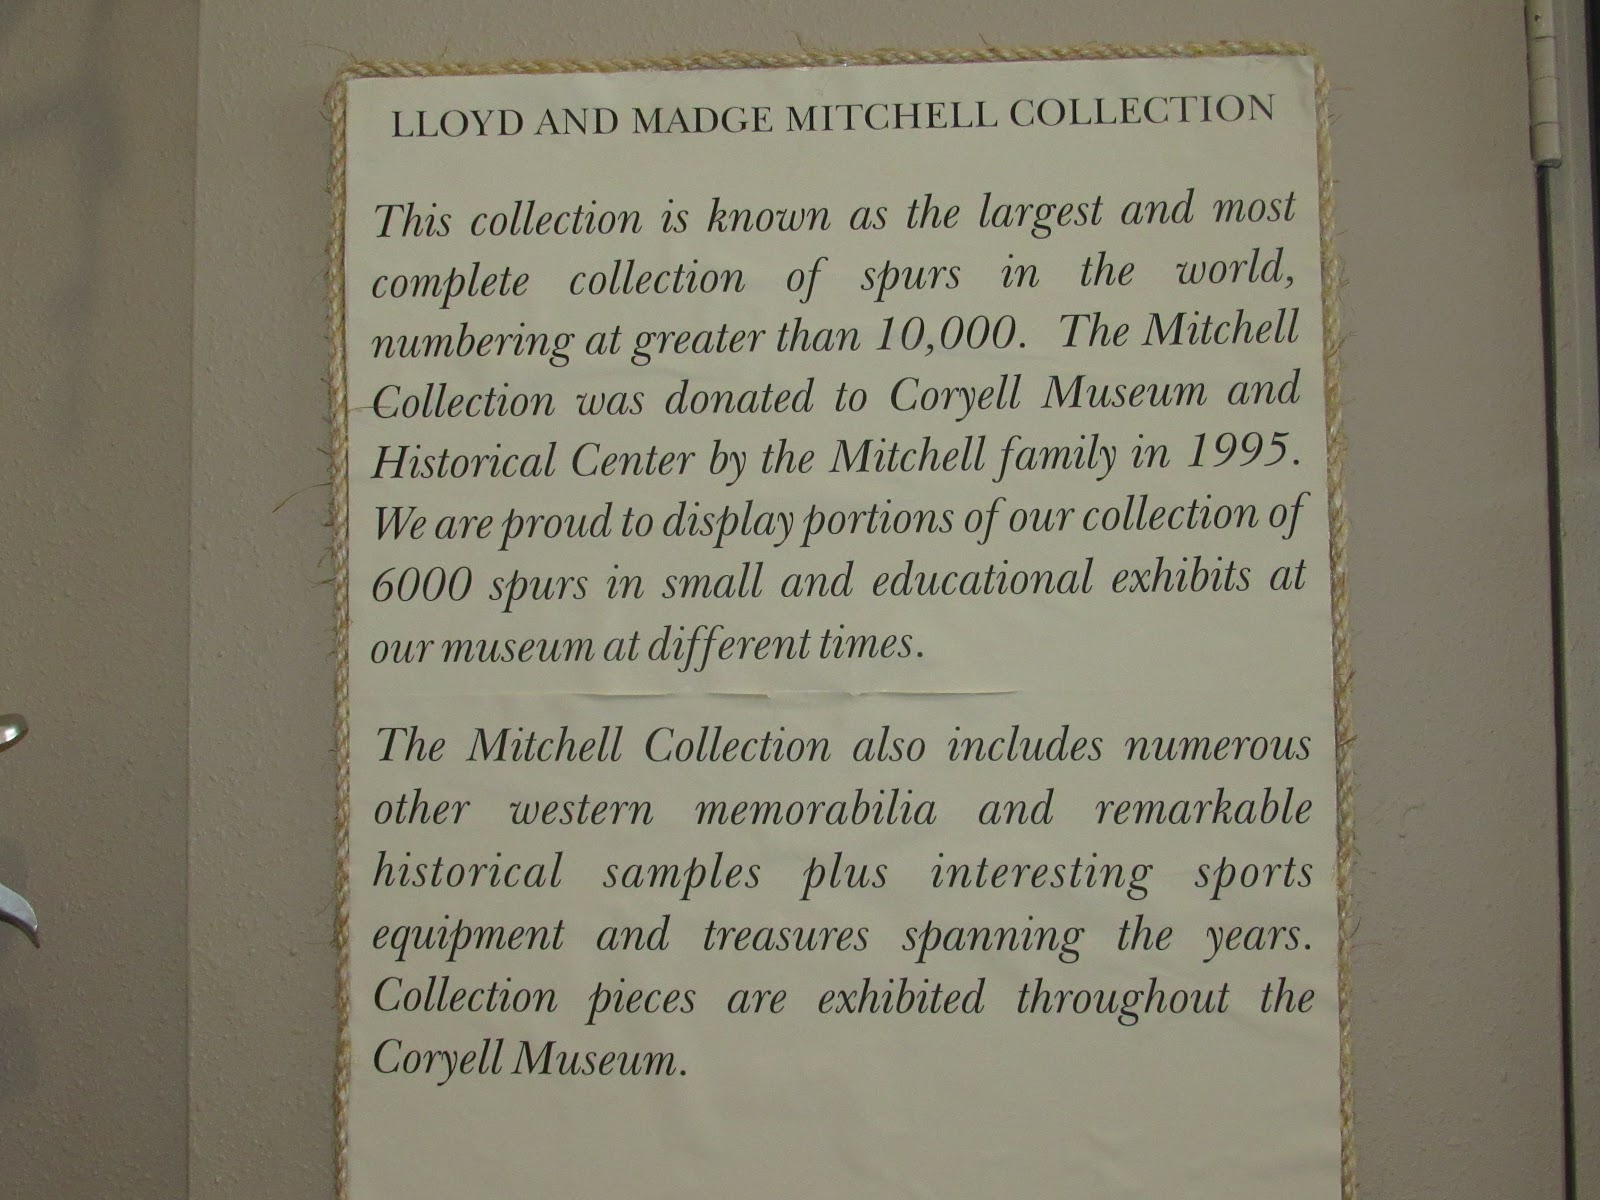 LLOYD AND MADGE MITCHELL COLLECTION
This collection is known as the largest and most
complete collection of spurs in the world,
numbering at greater than 10,000. The Mitchell
Collection was donated to Coryell Museum and
Historical Center by the Mitchell family in 1995.
We are proud to display portions of our collection of
6000 spurs in small and educational exhibits at
our museum at different times.
The Mitchell Collection also includes numerous
other western memorabilia and remarkable
historical samples plus interesting sports
equipment and treasures spanning the years.
Collection pieces are exhibited throughout the
Coryell Museum.